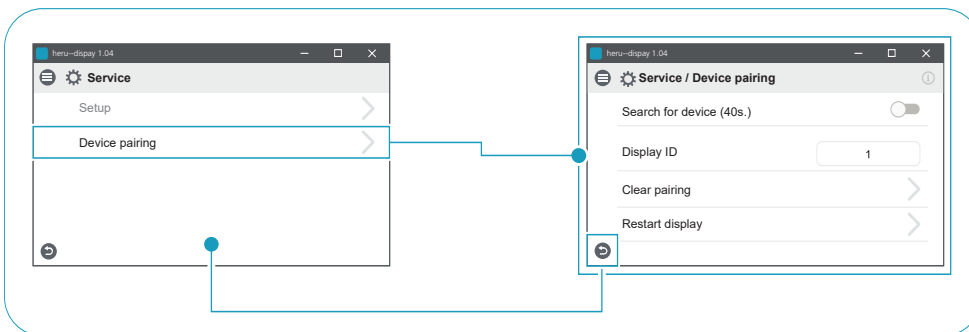 heru--dispay 1.04
Service
Setup
Device pairing
heru--dispay 1.04
Service / Device pairing
Search for device (40s.)
Display ID
1
Clear pairing
Restart display